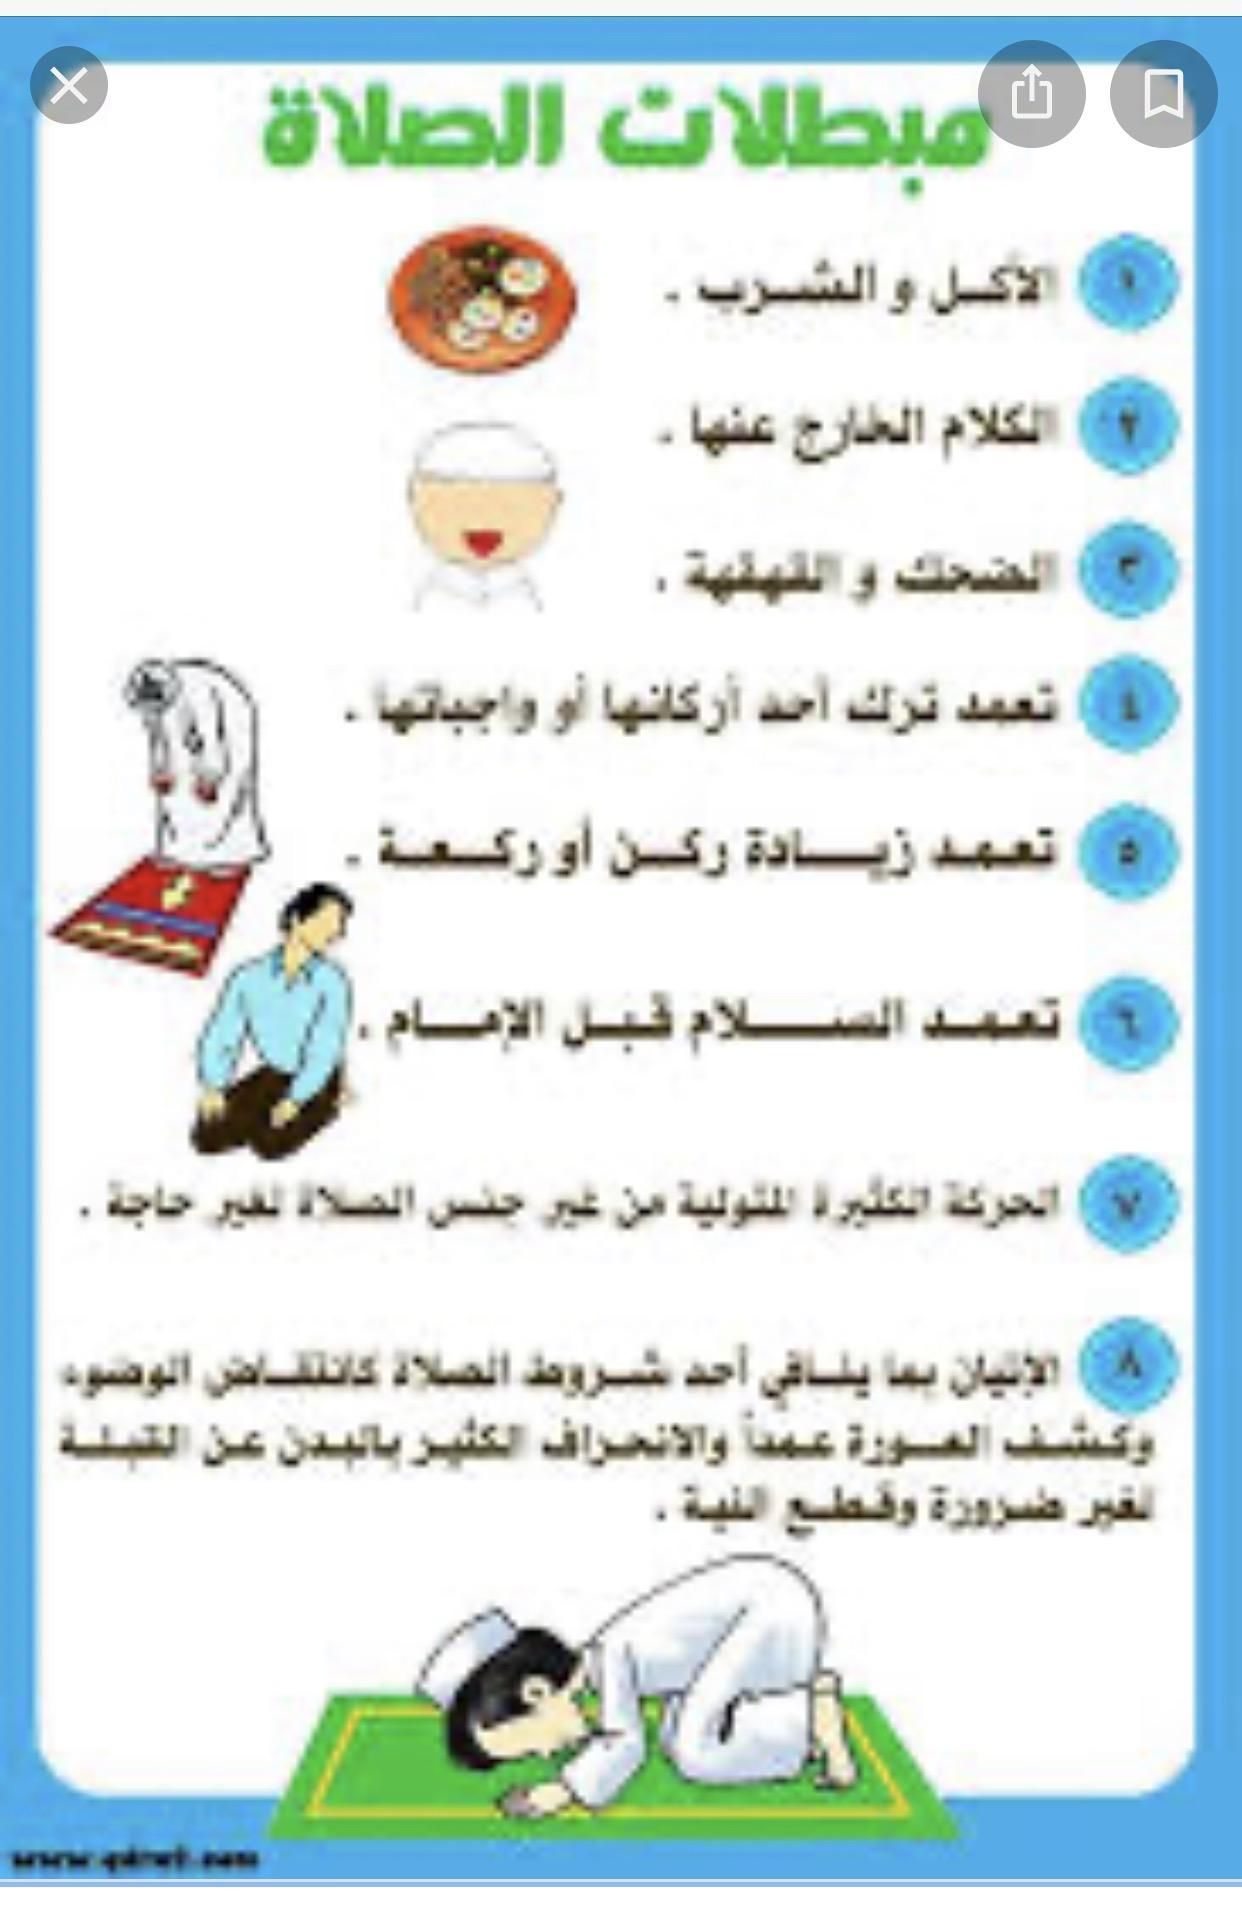 مبطلات الصلاة
١ الأكل و الشرب .
٢ الكلام الخارج عنها .
٣ الضحك و القهقهة .
٤ تعمد ترك أحد أركانها أو واجباتها .
٥ تعمد زيادة ركن أو ركعة .
٦ تعمد السلام قبل الإمام .
٧ الحركة الكثيرة المتولية من غير جنس الصلاة لغير حاجة .
٨ الإتيان بما ينافي أحد شروط الصلاة كانتقاض الوضوء
وكشف العورة عمداً والانحراف الكثير بالبدن عن القبلة
لغير ضرورة وقطع النية .